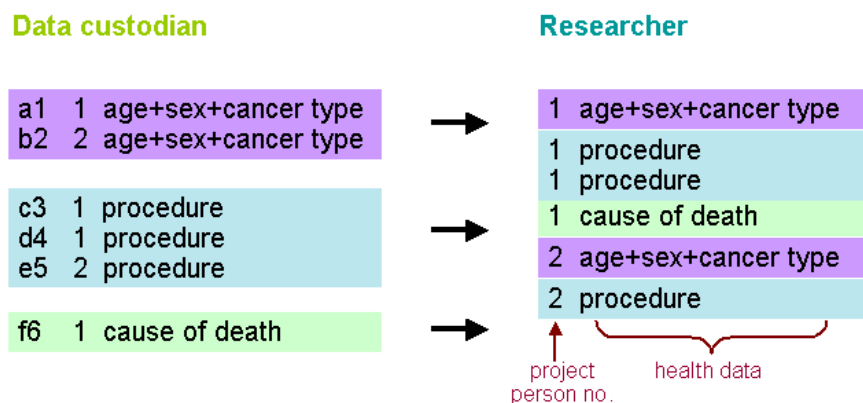 Data custodian
a1 1 age+sex+cancer type
b2 2 age+sex+cancer type
c3 1 procedure
d4 1 procedure
e5 2 procedure
f6 1 cause of death
Researcher
1 age+sex+cancer type
1 procedure
1 procedure
1 cause of death
2 age+sex+cancer type
2 procedure
project
person no.
health data